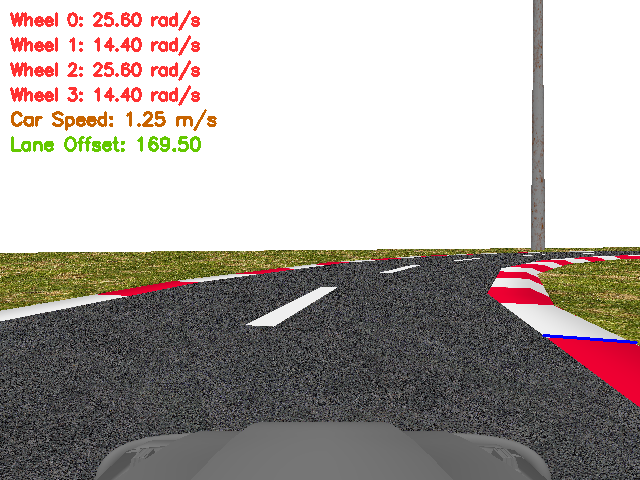 Wheel 0: 25.60 rad/s
Wheel 1: 14.40 rad/s
Wheel 2: 25.60 rad/s
Wheel 3: 14.40 rad/s
Car Speed: 1.25 m/s
Lane Offset: 169.50